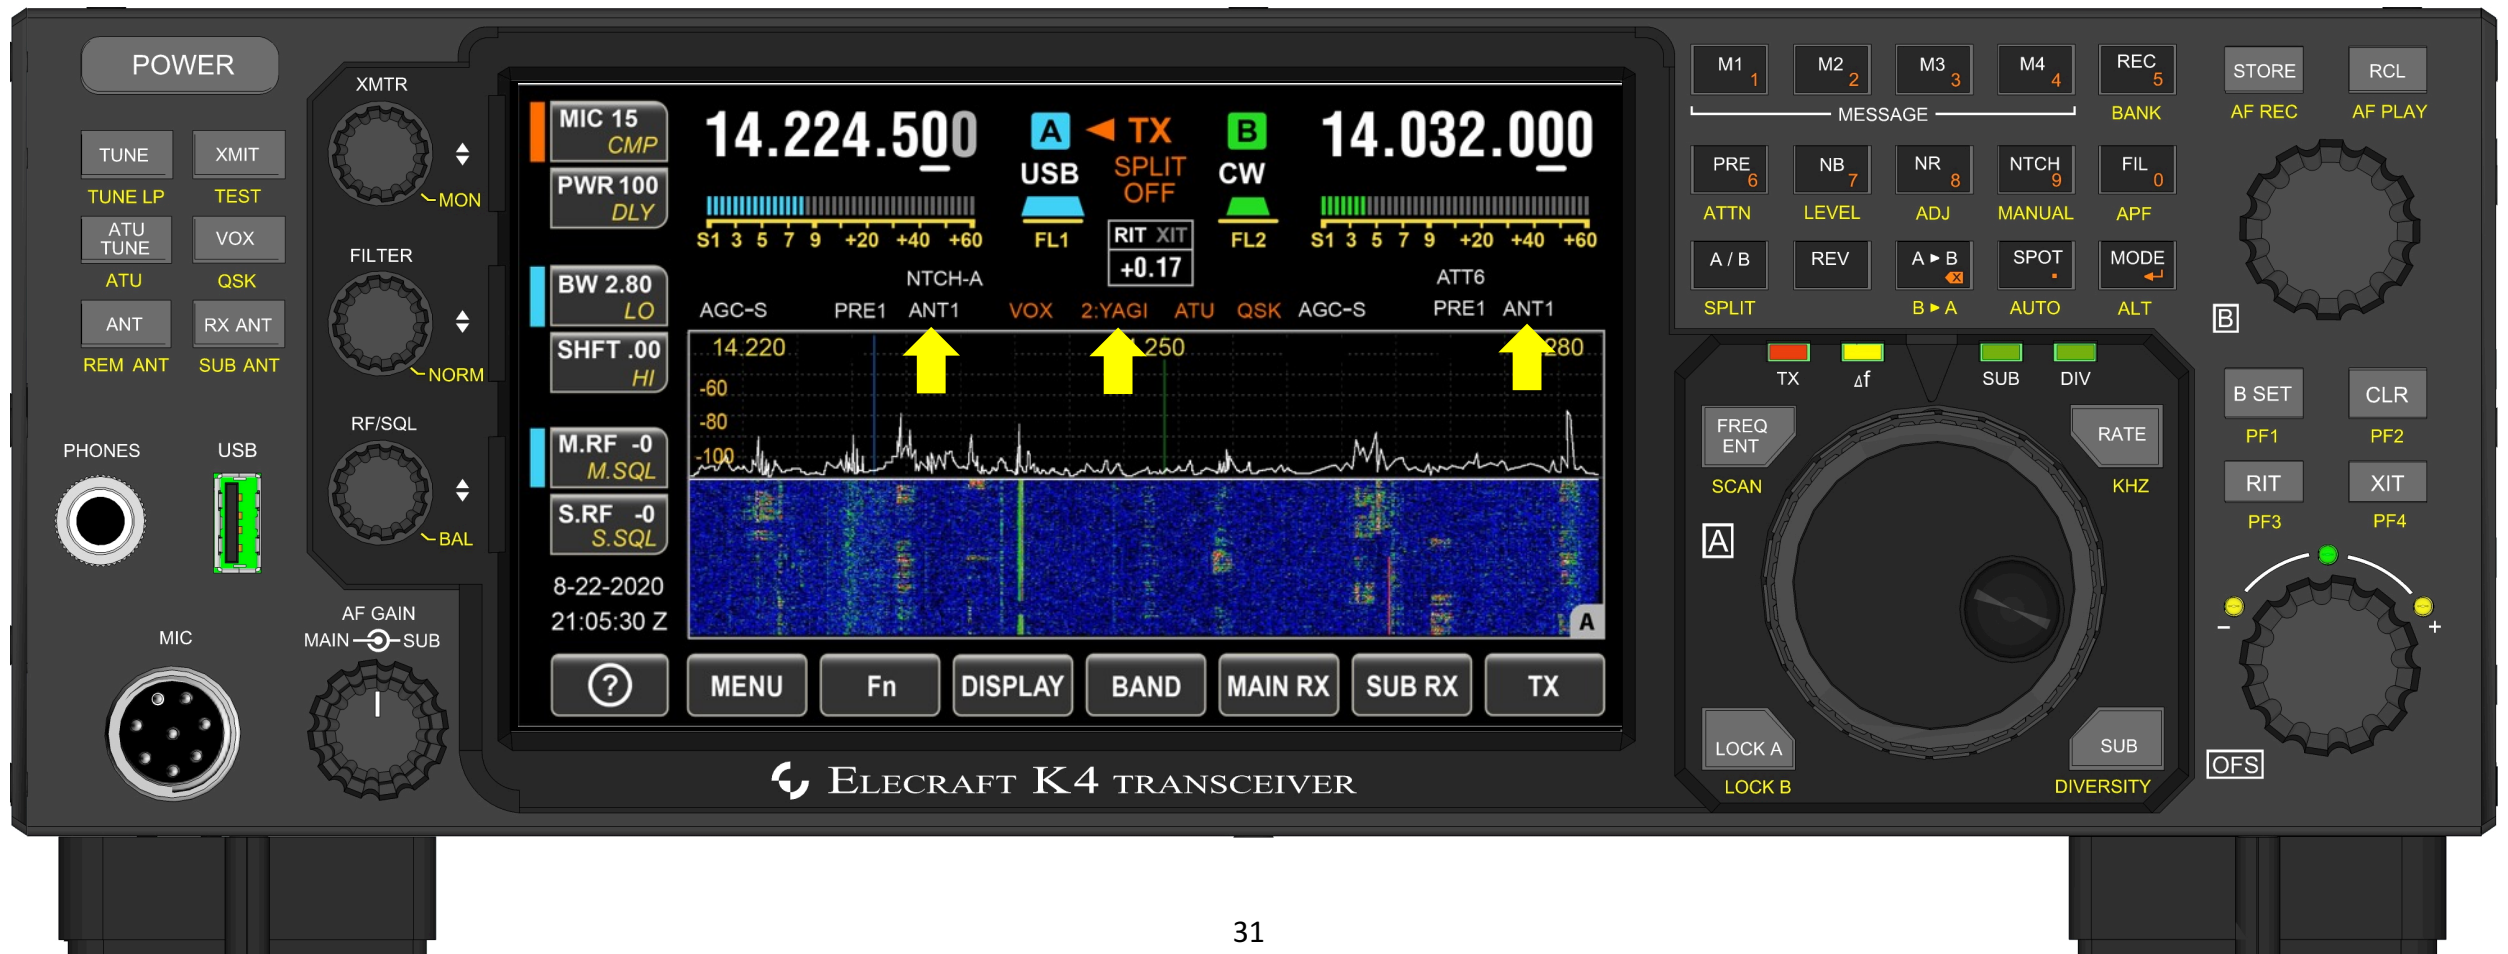 POWER
TUNE
XMIT
TUNE LP
TEST
ATU
TUNE
VOX
ATU
QSK
ANT
RX ANT
REM ANT
SUB ANT
PHONES
USB
MIC
XMTR
MON
FILTER
NORM
RF/SQL
BAL
AF GAIN
MAIN
SUB
MIC 15
CMP
PWR 100
DLY
BW 2.80
LO
SHFT .00
HI
M.RF -0
M.SQL
S.RF -0
S.SQL
8-22-2020
21:05:30 Z
14.224.500
A
TX
B
14.032.000
USB
SPLIT
OFF
CW
S1 3 5 7 9 +20 +40 +60
FL1
RIT XIT
+0.17
FL2
S1 3 5 7 9 +20 +40 +60
NTCH-A
ATT6
AGC-S
PRE1
ANT1
VOX
2:YAGI
ATU
QSK
AGC-S
PRE1
ANT1
14.220
.250
280
-60
-80
-100
A
?
MENU
Fn
DISPLAY
BAND
MAIN RX
SUB RX
TX
ELECRAFT K4 TRANSCEIVER
M1 1
M2 2
M3 3
M4 4
REC 5
MESSAGE
BANK
PRE 6
NB 7
NR 8
NTCH 9
FIL 0
ATTN
LEVEL
ADJ
MANUAL
APF
A / B
REV
A ▸ B
SPOT .
MODE
SPLIT
B ▸ A
AUTO
ALT
STORE
RCL
AF REC
AF PLAY
B
TX
Δf
SUB
DIV
FREQ
ENT
RATE
SCAN
KHZ
A
LOCK A
SUB
LOCK B
DIVERSITY
B SET
CLR
PF1
PF2
RIT
XIT
PF3
PF4
−
+
OFS
31